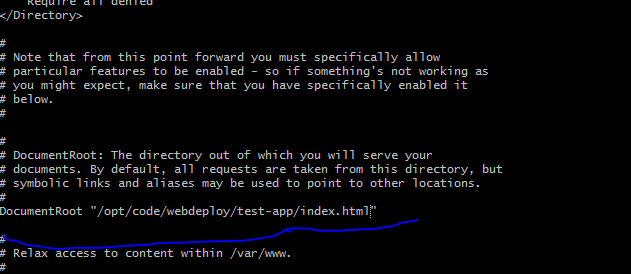 Require all denied
</Directory>
#
# Note that from this point forward you must specifically allow
# particular features to be enabled - so if something's not working as
# you might expect, make sure that you have specifically enabled it
# below.
#
#
# DocumentRoot: The directory out of which you will serve your
# documents. By default, all requests are taken from this directory, but
# symbolic links and aliases may be used to point to other locations.
#
DocumentRoot "/opt/code/webdeploy/test-app/index.html"
#
# Relax access to content within /var/www.
#